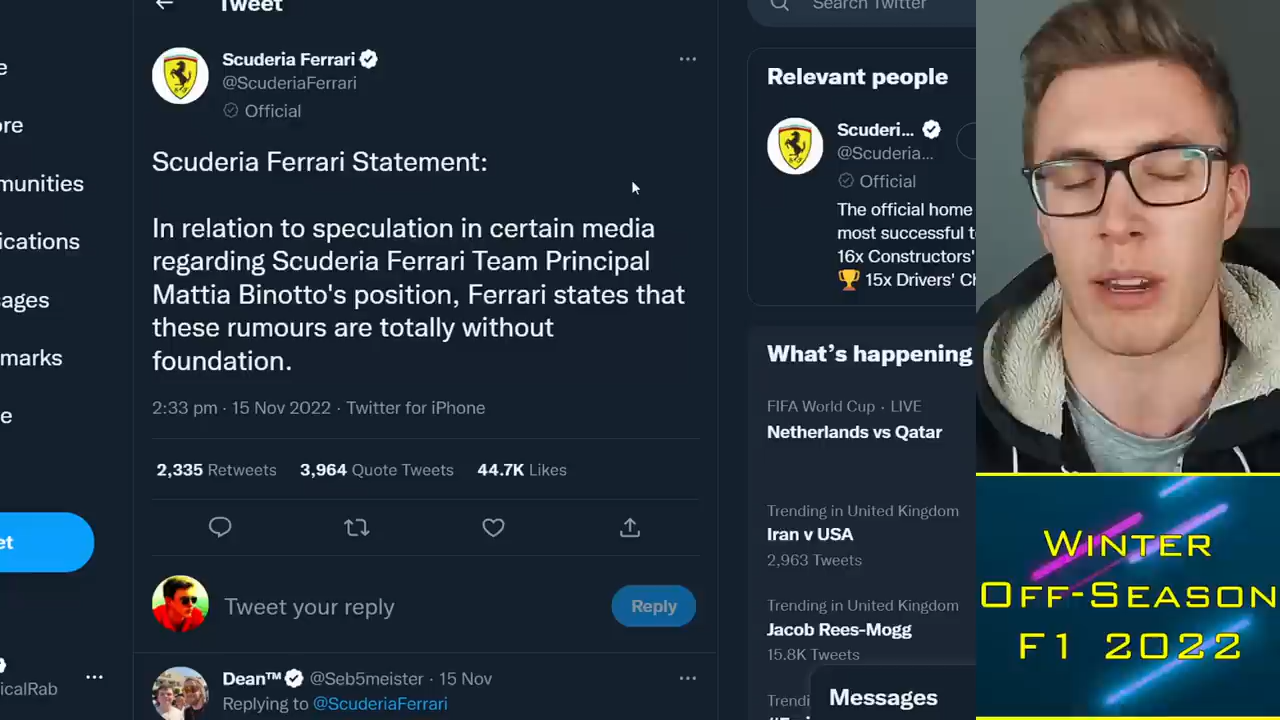 Tweet
Search Twitter
Scuderia Ferrari
@ScuderiaFerrari
Official
Scuderia Ferrari Statement:
In relation to speculation in certain media
regarding Scuderia Ferrari Team Principal
Mattia Binotto's position, Ferrari states that
these rumours are totally without
foundation.
2:33 pm · 15 Nov 2022 · Twitter for iPhone
2,335 Retweets 3,964 Quote Tweets 44.7K Likes
Tweet your reply
Reply
Dean™ @Seb5meister · 15 Nov
Replying to @ScuderiaFerrari
e
ore
munities
ications
sages
marks
e
et
icalRab
Relevant people
Scuderi...
@Scuderia...
Official
The official home
most successful t
16x Constructors'
15x Drivers' Ch
What's happening
FIFA World Cup · LIVE
Netherlands vs Qatar
Trending in United Kingdom
Iran v USA
2,963 Tweets
Trending in United Kingdom
Jacob Rees-Mogg
15.8K Tweets
Trendi
Messages
WINTER
OFF-SEASON
F1 2022